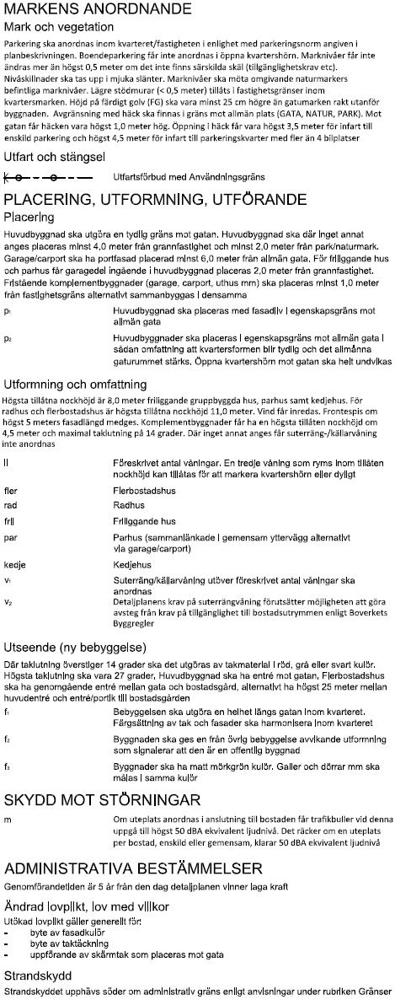 MARKENS ANORDNANDE
Mark och vegetation
Parkering ska anordnas inom kvarteret/fastigheten i enlighet med parkeringsnorm angiven i
planbeskrivningen. Boendeparkering får inte anordnas i öppna kvartershörn. Marknivåer får inte
ändras mer än högst 0,5 meter om det inte finns särskilda skäl (tillgänglighetskrav etc).
Nivåskillnader ska tas upp i mjuka slänter. Marknivåer ska möta omgivande naturmarkers
befintliga marknivåer. Lägre stödmurar (< 0,5 meter) tillåts i fastighetsgränser inom
kvartersmarken. Höjd på färdigt golv (FG) ska vara minst 25 cm högre än gatumarken rakt utanför
byggnaden. Avgränsning med häck ska finnas i gräns mot allmän plats (GATA, NATUR, PARK). Mot
gatan får häcken vara högst 1,0 meter hög. Öppning i häck får vara högst 3,5 meter för infart till
enskild parkering och högst 4,5 meter för infart till parkeringskvarter med fler än 4 bilplatser
Utfart och stängsel
Utfartsförbud med Användningsgräns
PLACERING, UTFORMNING, UTFÖRANDE
Placering
Huvudbyggnad ska utgöra en tydlig gräns mot gatan. Huvudbyggnad ska där inget annat
anges placeras minst 4,0 meter från grannfastighet och minst 2,0 meter från park/naturmark.
Garage/carport ska ha portfasad placerad minst 6,0 meter från allmän gata. För friliggande hus
och parhus får garagedel ingående i huvudbyggnad placeras 2,0 meter från grannfastighet.
Fristående komplementbyggnader (garage, carport, uthus mm) ska placeras minst 1,0 meter
från fastighetsgräns alternativt sammanbyggas i densamma
p1 Huvudbyggnad ska placeras med fasadliv i egenskapsgräns mot
allmän gata
p2 Huvudbyggnader ska placeras i egenskapsgräns mot allmän gata i
sådan omfattning att kvartersformen blir tydlig och det allmånna
gaturummet stärks. Öppna kvartershörn mot gatan ska helt undvikas
Utformning och omfattning
Högsta tillåtna nockhöjd är 8,0 meter friliggande gruppbyggda hus, parhus samt kedjehus. För
radhus och flerbostadshus är högsta tillåtna nockhöjd 11,0 meter. Vind får inredas. Frontespis om
högst 5 meters fasadlängd medges. Komplementbyggnader får ha en högsta tillåten nockhöjd om
4,5 meter och maximal taklutning på 14 grader. Där inget annat anges får suterräng-/källarvåning
inte anordnas
II Föreskrivet antal våningar. En tredje våning som ryms inom tillåten
nockhöjd kan tillåtas för att markera kvartershörn eller dyligt
fler Flerbostadshus
rad Radhus
fril Friliggande hus
par Parhus (sammanlänkade i gemensam yttervägg alternativt
via garage/carport)
kedje Kedjehus
v1 Suterräng/källarvåning utöver föreskrivet antal våningar ska
anordnas
v2 Detaljplanens krav på suterrängvåning förutsätter möjligheten att göra
avsteg från krav på tillgänglighet till bostadsutrymmen enligt Boverkets
Byggregler
Utseende (ny bebyggelse)
Där taklutning överstiger 14 grader ska det utgöras av takmaterial i röd, grå eller svart kulör.
Högsta taklutning ska vara 27 grader. Huvudbyggnad ska ha entré mot gatan. Flerbostadshus
ska ha genomgående entré mellan gata och bostadsgård, alternativt ha högst 25 meter mellan
huvudentré och entré/portik till bostadsgården
f1 Bebyggelsen ska utgöra en helhet längs gatan inom kvarteret.
Färgsättning av tak och fasader ska harmonisera inom kvarteret
f2 Byggnaden ska ges en från övrig bebyggelse avvikande utformning
som signalerar att den är en offentlig byggnad
f3 Byggnader ska ha matt mörkgrön kulör. Galler och dörrar mm ska
målas i samma kulör
SKYDD MOT STÖRNINGAR
m Om uteplats anordnas i anslutning till bostaden får trafikbuller vid denna
uppgå till högst 50 dBA ekvivalent ljudnivå. Det räcker om en uteplats
per bostad, enskild eller gemensam, klarar 50 dBA ekvivalent ljudnivå
ADMINISTRATIVA BESTÄMMELSER
Genomförandetiden är 5 år från den dag detaljplanen vinner laga kraft
Ändrad lovplikt, lov med villkor
Utökad lovplikt gäller generellt för:
- byte av fasadkulör
- byte av taktäckning
- uppförande av skärmtak som placeras mot gata
Strandskydd
Strandskyddet upphävs söder om administrativ gräns enligt anvisningar under rubriken Gränser